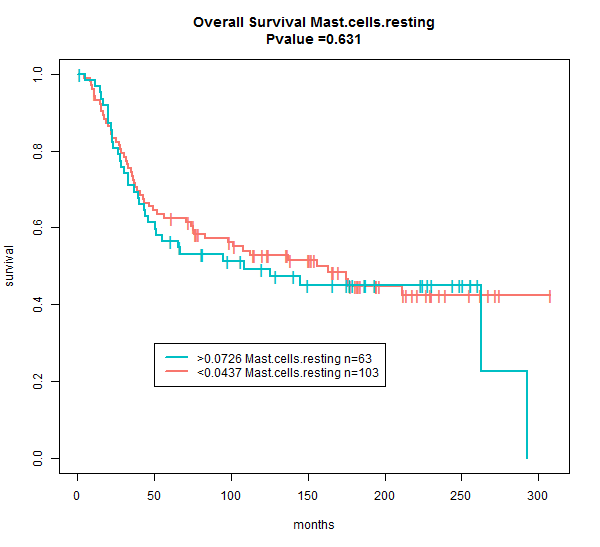 Overall Survival Mast.cells.resting
Pvalue =0.631
survival
1.0
0.8
0.6
0.4
0.2
0.0
>0.0726 Mast.cells.resting n=63
<0.0437 Mast.cells.resting n=103
0 50 100 150 200 250 300
months